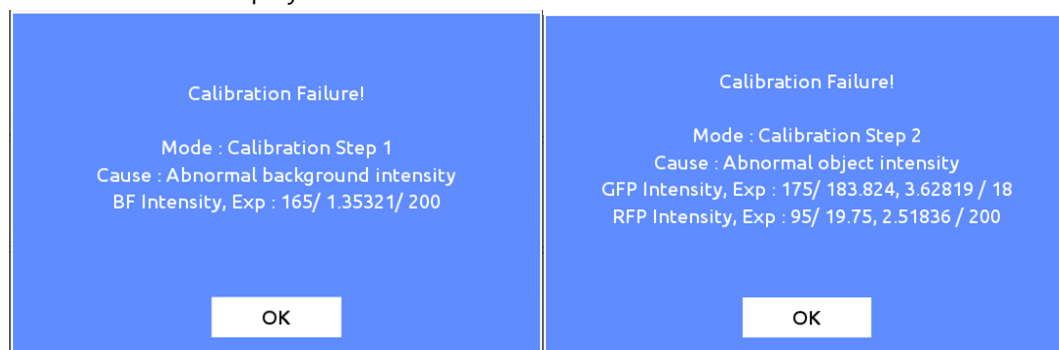 Calibration Failure!
Mode : Calibration Step 1
Cause : Abnormal background intensity
BF Intensity, Exp : 165/ 1.35321/ 200
OK
Calibration Failure!
Mode : Calibration Step 2
Cause : Abnormal object intensity
GFP Intensity, Exp : 175/ 183.824, 3.62819 / 18
RFP Intensity, Exp : 95/ 19.75, 2.51836 / 200
OK